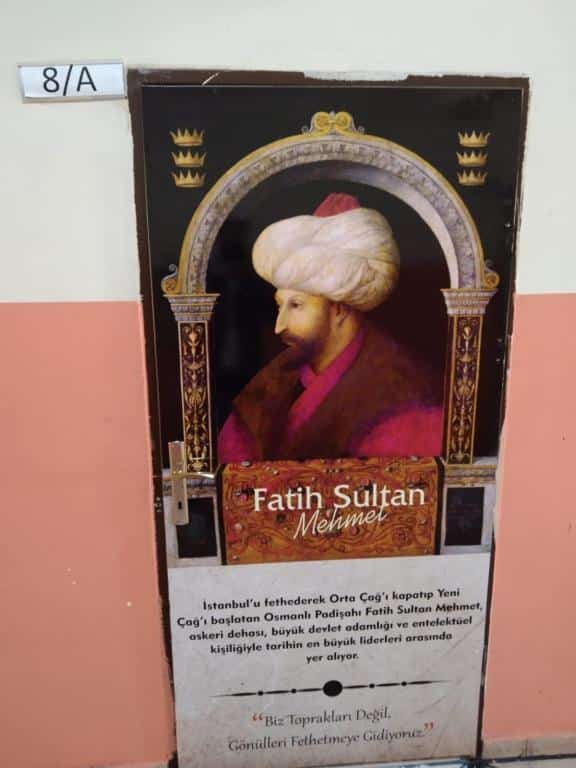 8/A
Fatih Sultan
Mehmet
İstanbul'u fethederek Orta Çağ'ı kapatıp Yeni
Çağ'ı başlatan Osmanlı Padişahı Fatih Sultan Mehmet,
askeri dehası, büyük devlet adamlığı ve entelektüel
kişiliğiyle tarihin en büyük liderleri arasında
yer alıyor.
“Biz Toprakları Değil,
Gönülleri Fethetmeye Gidiyoruz”